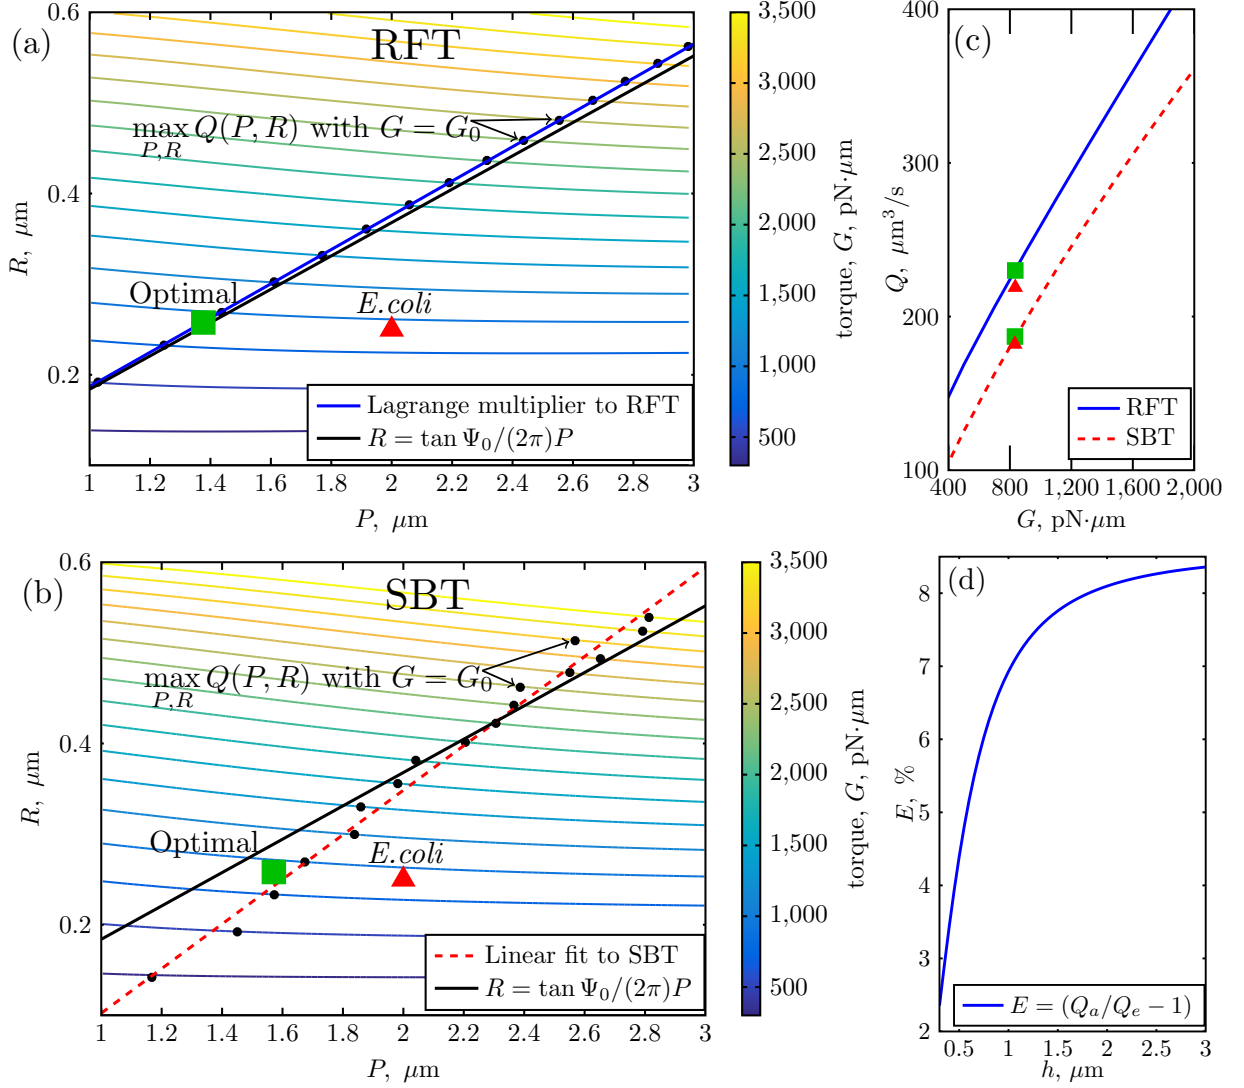 (a)
RFT
max Q(P, R) with G = G₀
P,R
Optimal
E.coli
Lagrange multiplier to RFT
R = tan Ψ₀/(2π)P
0.6
0.4
0.2
R, μm
1 1.2 1.4 1.6 1.8 2 2.2 2.4 2.6 2.8 3
P, μm
3,500
3,000
2,500
2,000
1,500
1,000
500
torque, G, pN·μm
(c)
400
300
200
100
Q, μm³/s
RFT
SBT
400 800 1,200 1,600 2,000
G, pN·μm
(b)
SBT
max Q(P, R) with G = G₀
P,R
Optimal
E.coli
Linear fit to SBT
R = tan Ψ₀/(2π)P
0.6
0.4
0.2
R, μm
1 1.2 1.4 1.6 1.8 2 2.2 2.4 2.6 2.8 3
P, μm
3,500
3,000
2,500
2,000
1,500
1,000
500
torque, G, pN·μm
(d)
8
7
6
5
4
3
2
E, %
E = (Qₐ/Qₑ − 1)
0.5 1 1.5 2 2.5 3
h, μm